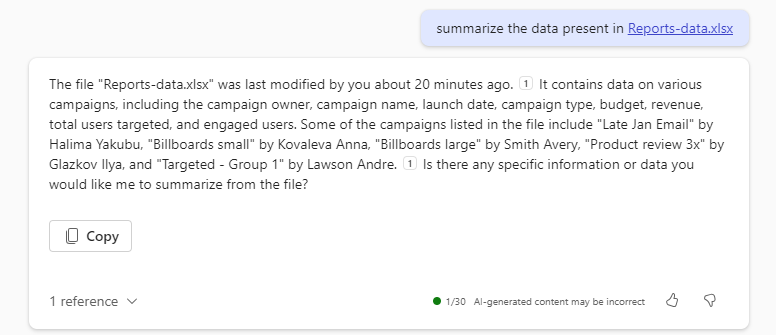 summarize the data present in Reports-data.xlsx
The file "Reports-data.xlsx" was last modified by you about 20 minutes ago. 1 It contains data on various
campaigns, including the campaign owner, campaign name, launch date, campaign type, budget, revenue,
total users targeted, and engaged users. Some of the campaigns listed in the file include "Late Jan Email" by
Halima Yakubu, "Billboards small" by Kovaleva Anna, "Billboards large" by Smith Avery, "Product review 3x" by
Glazkov Ilya, and "Targeted - Group 1" by Lawson Andre. 1 Is there any specific information or data you
would like me to summarize from the file?
Copy
1 reference
1/30 AI-generated content may be incorrect